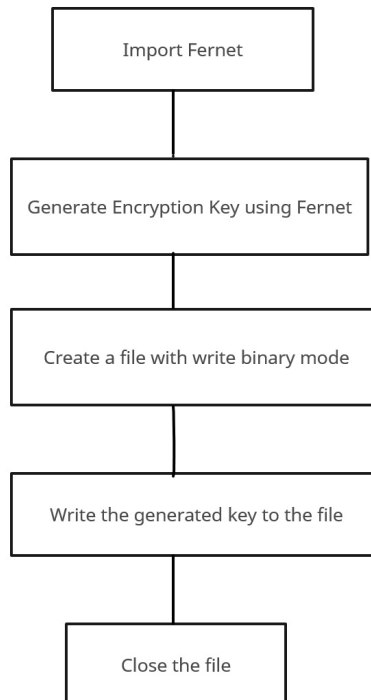 Import Fernet
Generate Encryption Key using Fernet
Create a file with write binary mode
Write the generated key to the file
Close the file